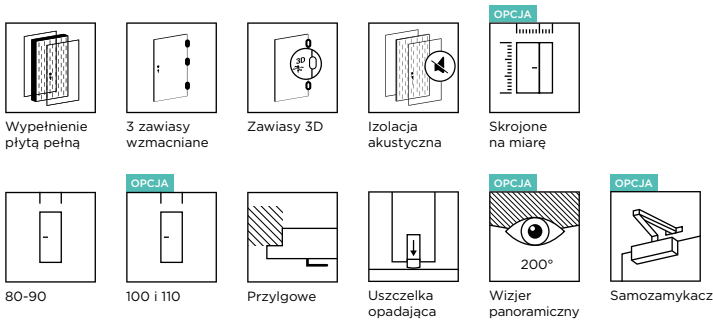 OPCJA
3D
Wypełnienie
płytą pełną
3 zawiasy
wzmacniane
Zawiasy 3D
Izolacja
akustyczna
Skrojone
na miarę
OPCJA
OPCJA
OPCJA
200°
80-90
100 i 110
Przylgowe
Uszczelka
opadająca
Wizjer
panoramiczny
Samozamykacz